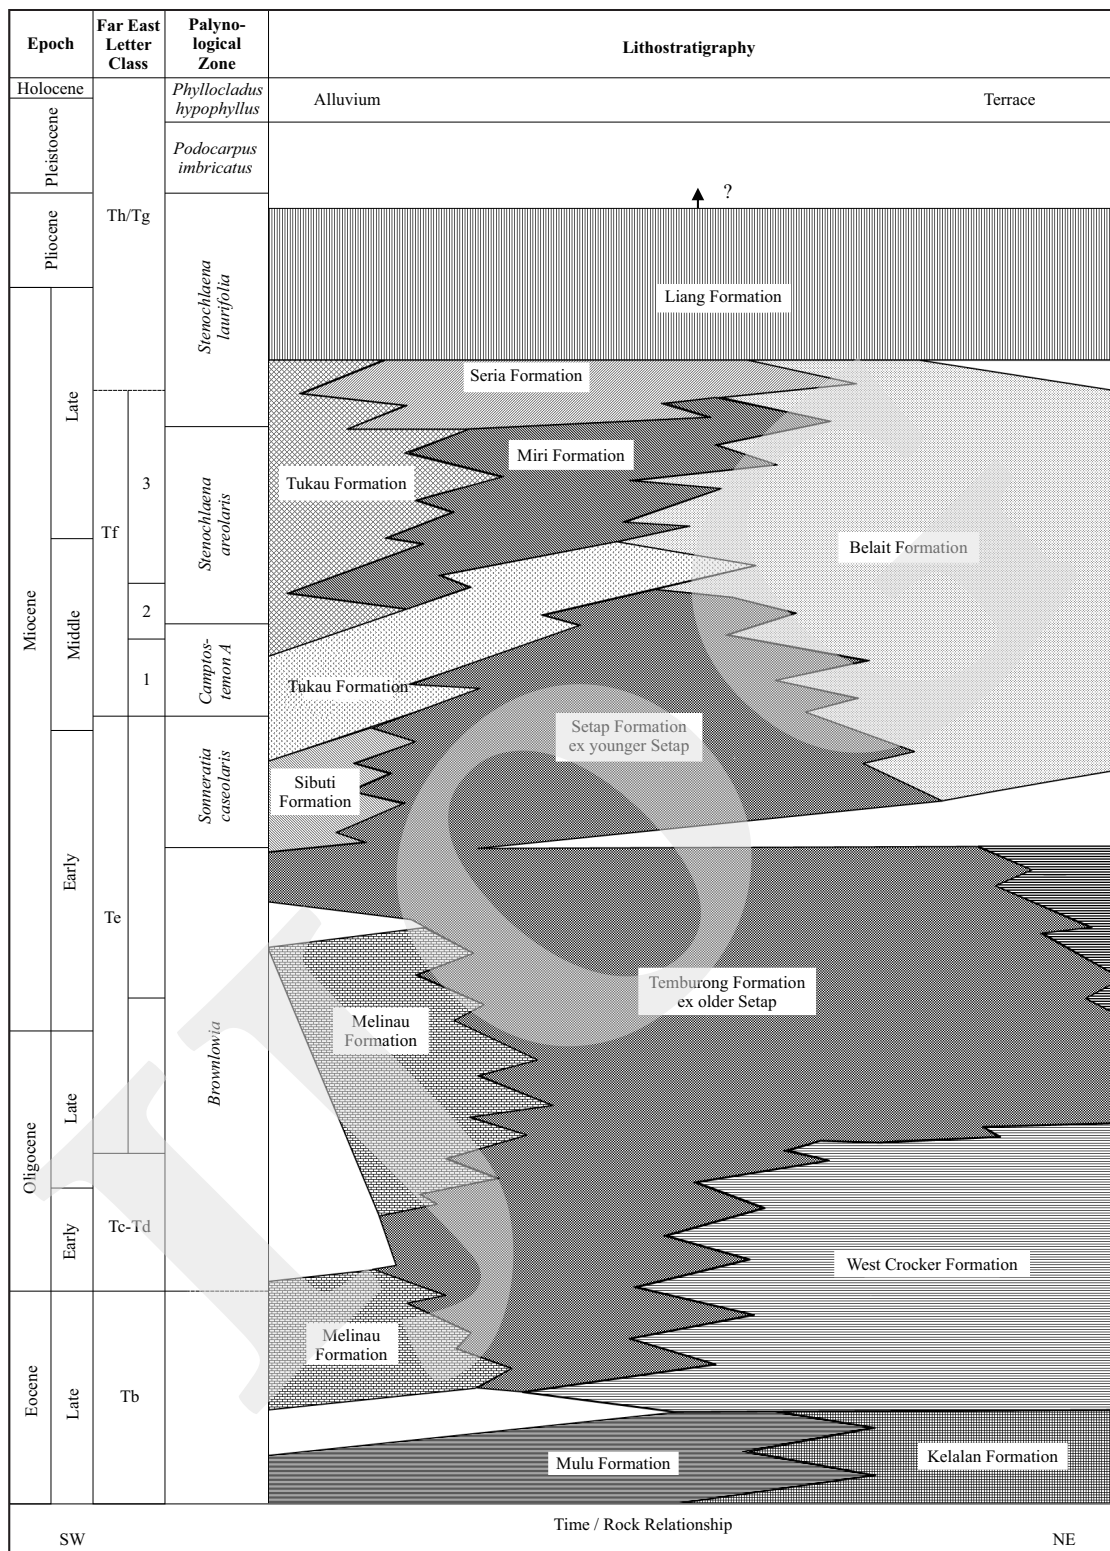 Epoch
Far East
Letter
Class
Palyno-
logical
Zone
Lithostratigraphy
Holocene
Pleistocene
Pliocene
Miocene
Late
Middle
Early
Oligocene
Late
Early
Eocene
Late
Th/Tg
Tf
3
2
1
Te
Tc-Td
Tb
Phyllocladus
hypophyllus
Podocarpus
imbricatus
Stenochlaena
laurifolia
Stenochlaena
areolaris
Camptos-
temon A
Sonneratia
caseolaris
Brownlowia
Alluvium
Terrace
?
Liang Formation
Seria Formation
Miri Formation
Tukau Formation
Belait Formation
Tukau Formation
Setap Formation
ex younger Setap
Sibuti
Formation
Temburong Formation
ex older Setap
Melinau
Formation
West Crocker Formation
Melinau
Formation
Mulu Formation
Kelalan Formation
SW
Time / Rock Relationship
NE